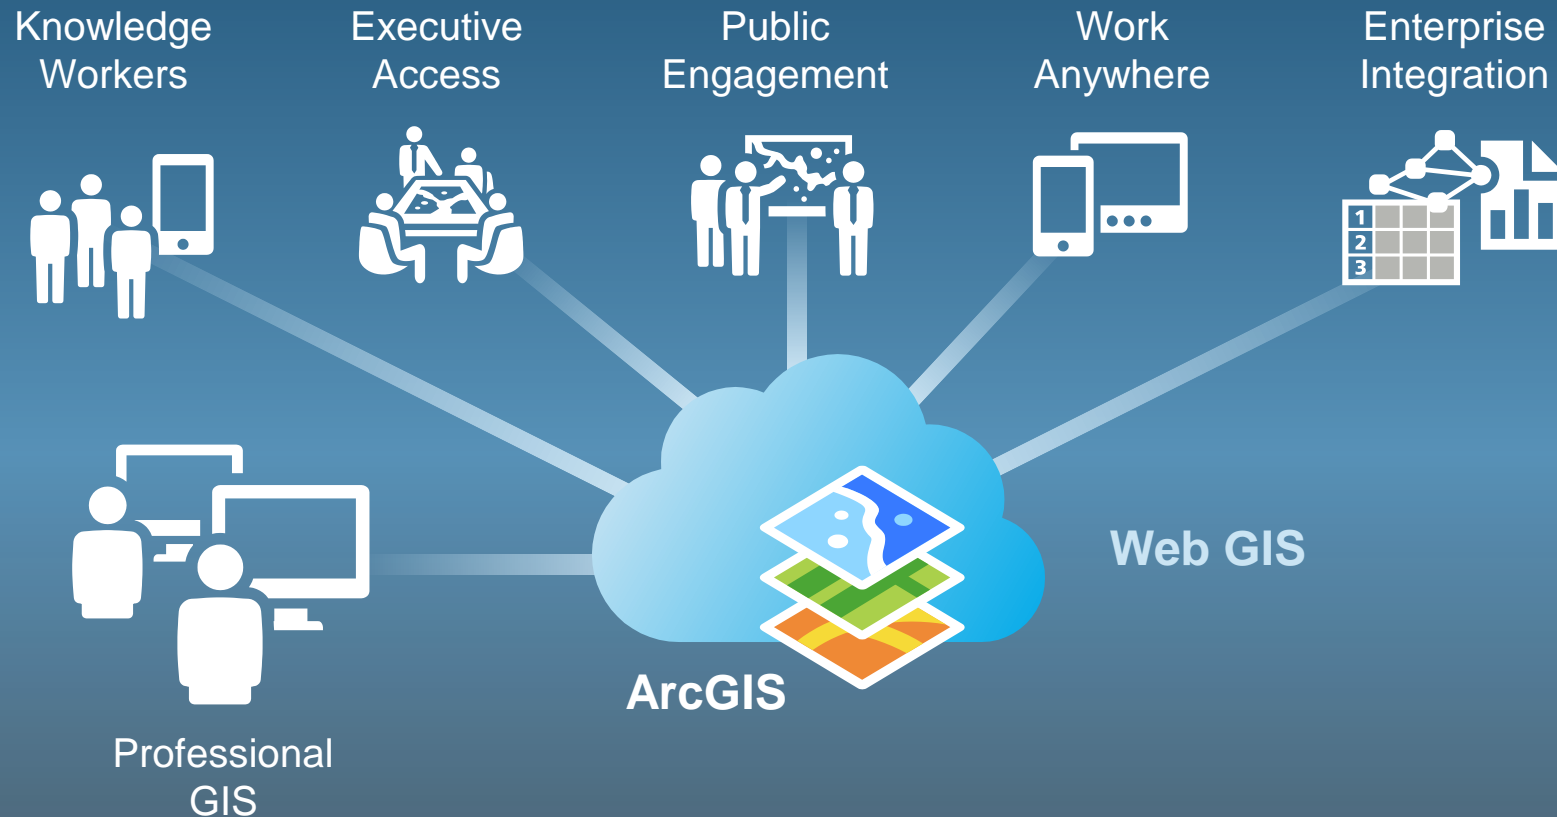 Knowledge
Workers
Executive
Access
Public
Engagement
Work
Anywhere
Enterprise
Integration
1
2
3
Web GIS
ArcGIS
Professional
GIS